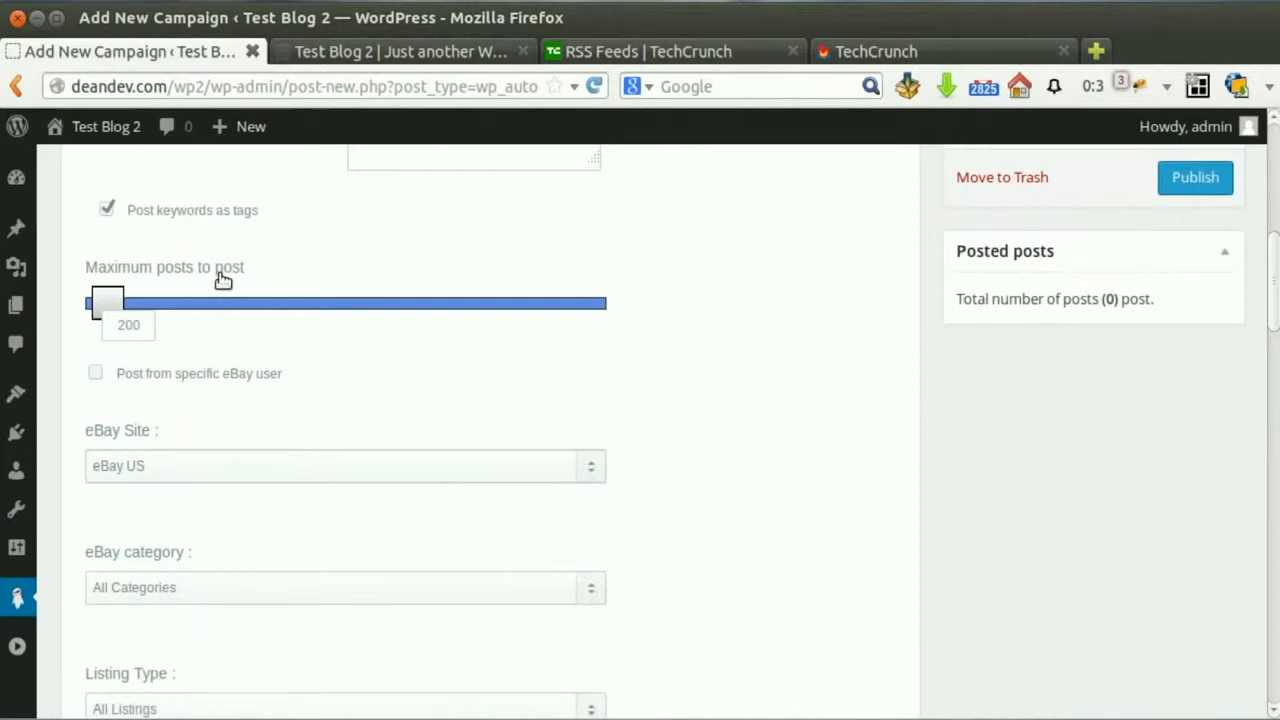 Add New Campaign ‹ Test Blog 2 — WordPress - Mozilla Firefox
Add New Campaign ‹ Test B...
Test Blog 2 | Just another W...
TC RSS Feeds | TechCrunch
TechCrunch
deandev.com/wp2/wp-admin/post-new.php?post_type=wp_auto
8 Google
2825
0:3
3
Test Blog 2
0
New
Howdy, admin
Move to Trash
Publish
Post keywords as tags
Posted posts
Maximum posts to post
Total number of posts (0) post.
200
Post from specific eBay user
eBay Site :
eBay US
eBay category :
All Categories
Listing Type :
All Listings